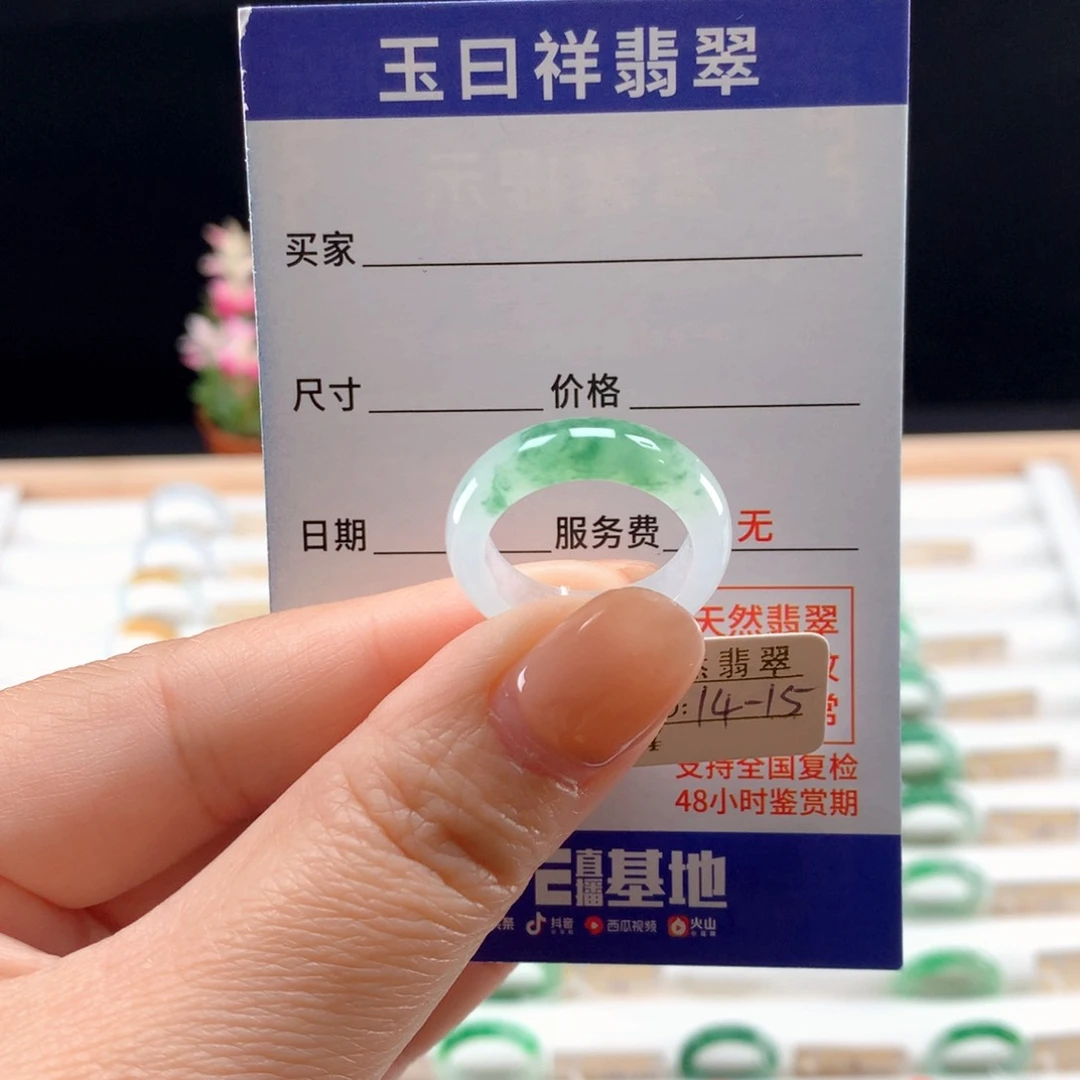 玉曰祥翡翠
买家
尺寸 价格
日期 服务费 无
天然翡翠
翡翠
14-15
支持全国复检
48小时鉴赏期
E直播基地
抖音 西瓜视频 火山